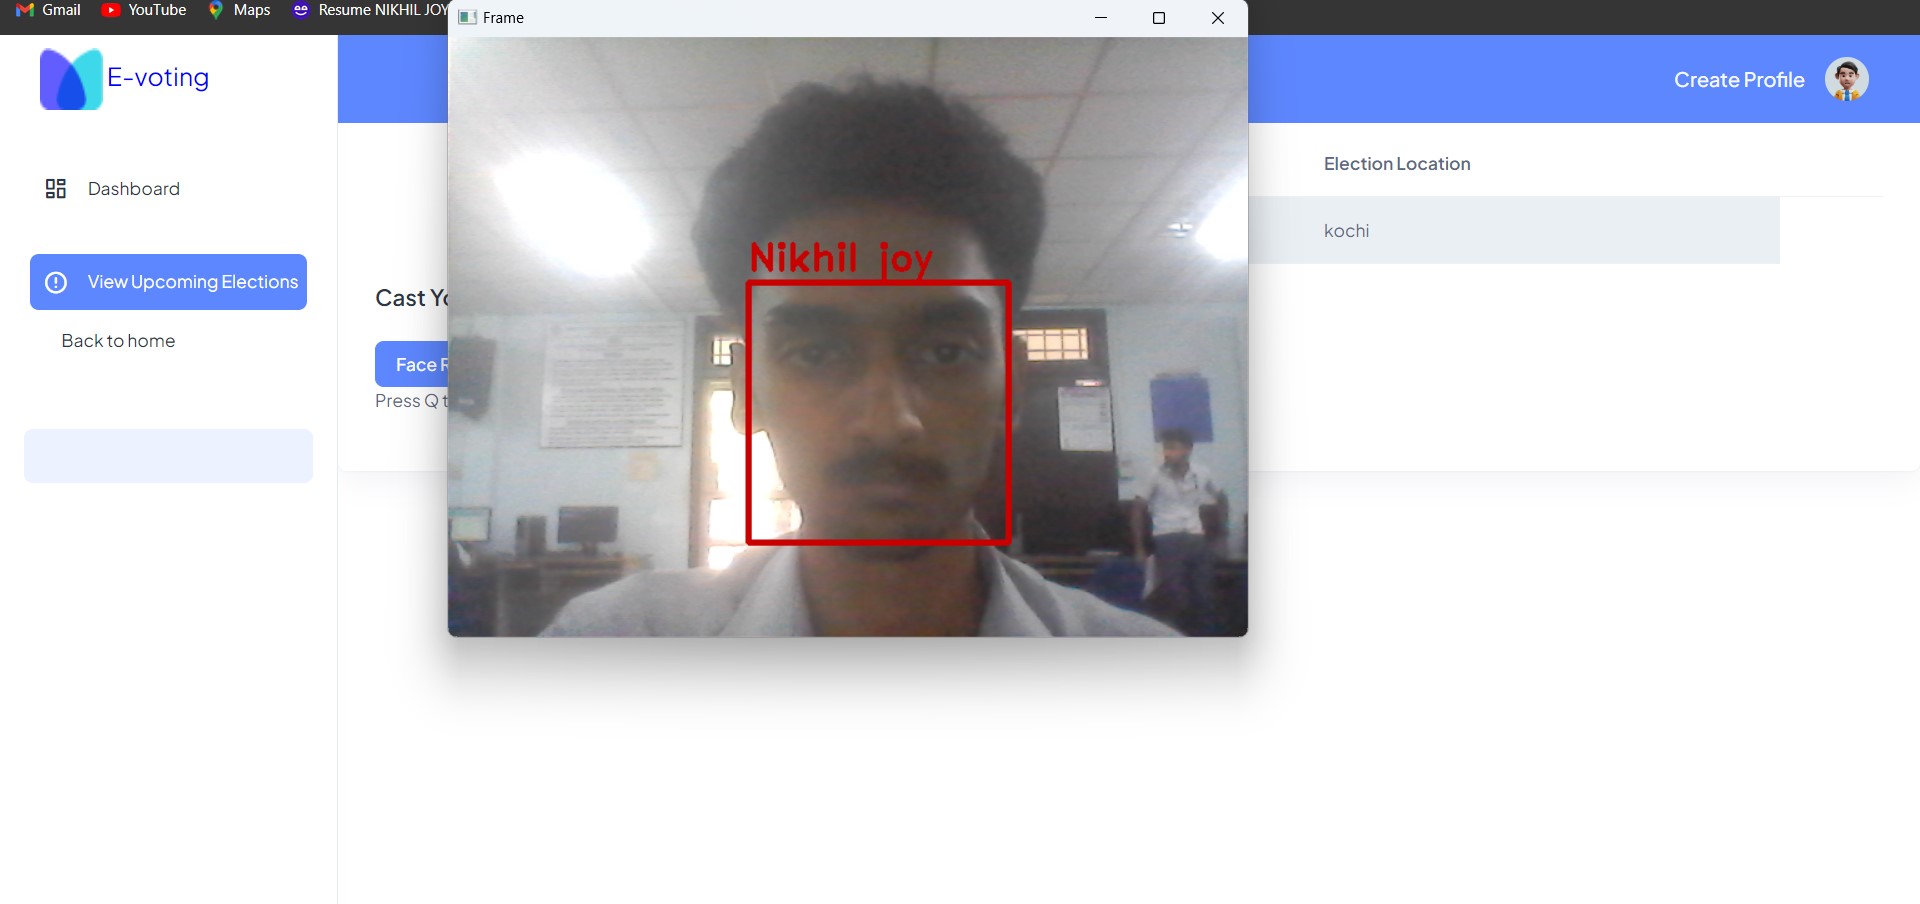 Gmail YouTube Maps Resume NIKHIL JOY
Frame
E-voting
Create Profile
Dashboard
Election Location
View Upcoming Elections
kochi
Nikhil joy
Cast
Back to home
Face
Press Q